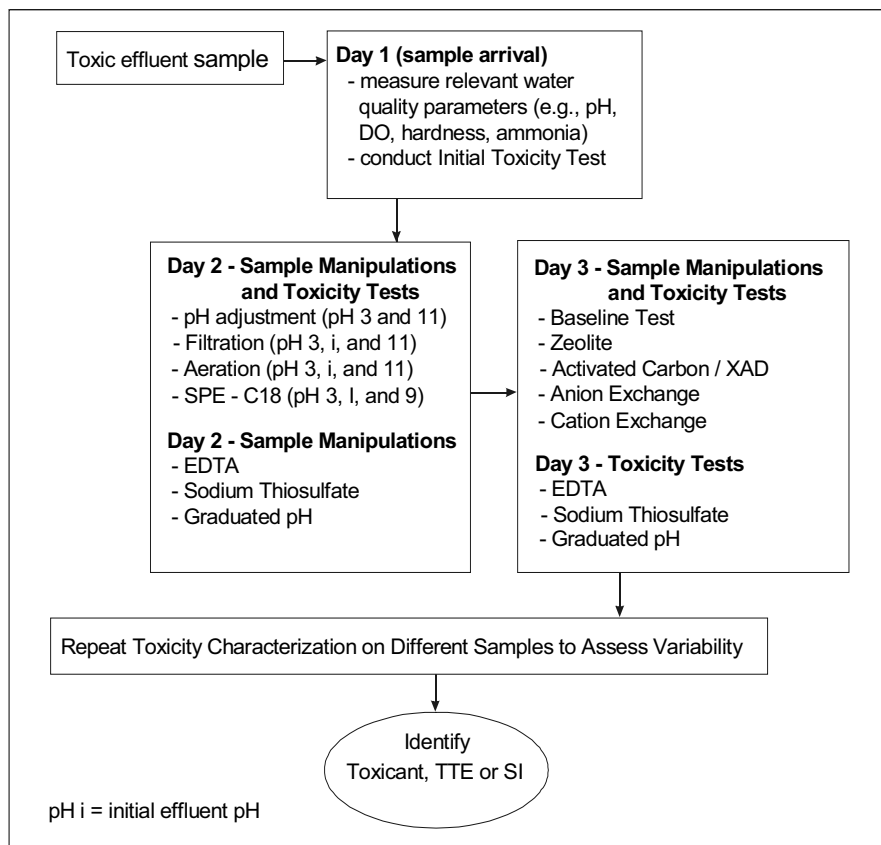 Toxic effluent sample
Day 1 (sample arrival)
- measure relevant water
quality parameters (e.g., pH,
DO, hardness, ammonia)
- conduct Initial Toxicity Test
Day 2 - Sample Manipulations
and Toxicity Tests
- pH adjustment (pH 3 and 11)
- Filtration (pH 3, i, and 11)
- Aeration (pH 3, i, and 11)
- SPE - C18 (pH 3, I, and 9)
Day 2 - Sample Manipulations
- EDTA
- Sodium Thiosulfate
- Graduated pH
Day 3 - Sample Manipulations
and Toxicity Tests
- Baseline Test
- Zeolite
- Activated Carbon / XAD
- Anion Exchange
- Cation Exchange
Day 3 - Toxicity Tests
- EDTA
- Sodium Thiosulfate
- Graduated pH
Repeat Toxicity Characterization on Different Samples to Assess Variability
Identify
Toxicant, TTE or SI
pH i = initial effluent pH